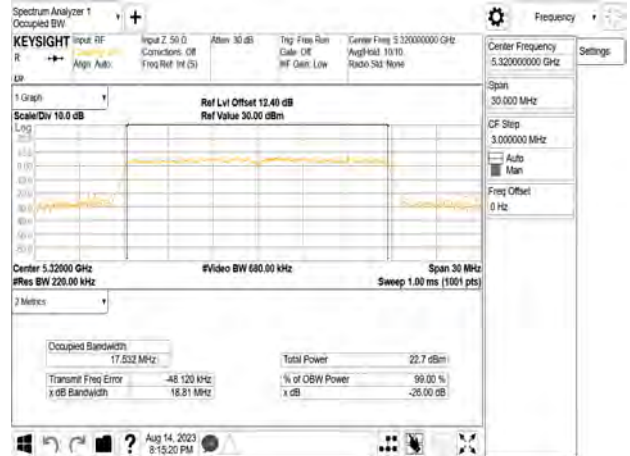 Spectrum Analyzer 1
Occupied BW
+
Frequency
KEYSIGHT
Input: RF
Input Z: 50 Ω
Atten: 30 dB
Trig: Free Run
Center Freq: 5.320000000 GHz
R
Corrections: Off
Gate: Off
Avg|Hold: 10/10
Align: Auto
Freq Ref: Int (S)
#IF Gain: Low
Radio Std: None
Center Frequency
5.320000000 GHz
Settings
Span
30.000 MHz
CF Step
3.000000 MHz
Auto
Man
Freq Offset
0 Hz
1 Graph
Scale/Div 10.0 dB
Ref Lvl Offset 12.40 dB
Ref Value 30.00 dBm
Log
Center 5.32000 GHz
#Video BW 680.00 kHz
Span 30 MHz
#Res BW 220.00 kHz
Sweep 1.00 ms (1001 pts)
2 Metrics
Occupied Bandwidth
17.532 MHz
Total Power
22.7 dBm
Transmit Freq Error
-48.120 kHz
% of OBW Power
99.00 %
x dB Bandwidth
18.81 MHz
x dB
-26.00 dB
?
Aug 14, 2023
8:15:20 PM